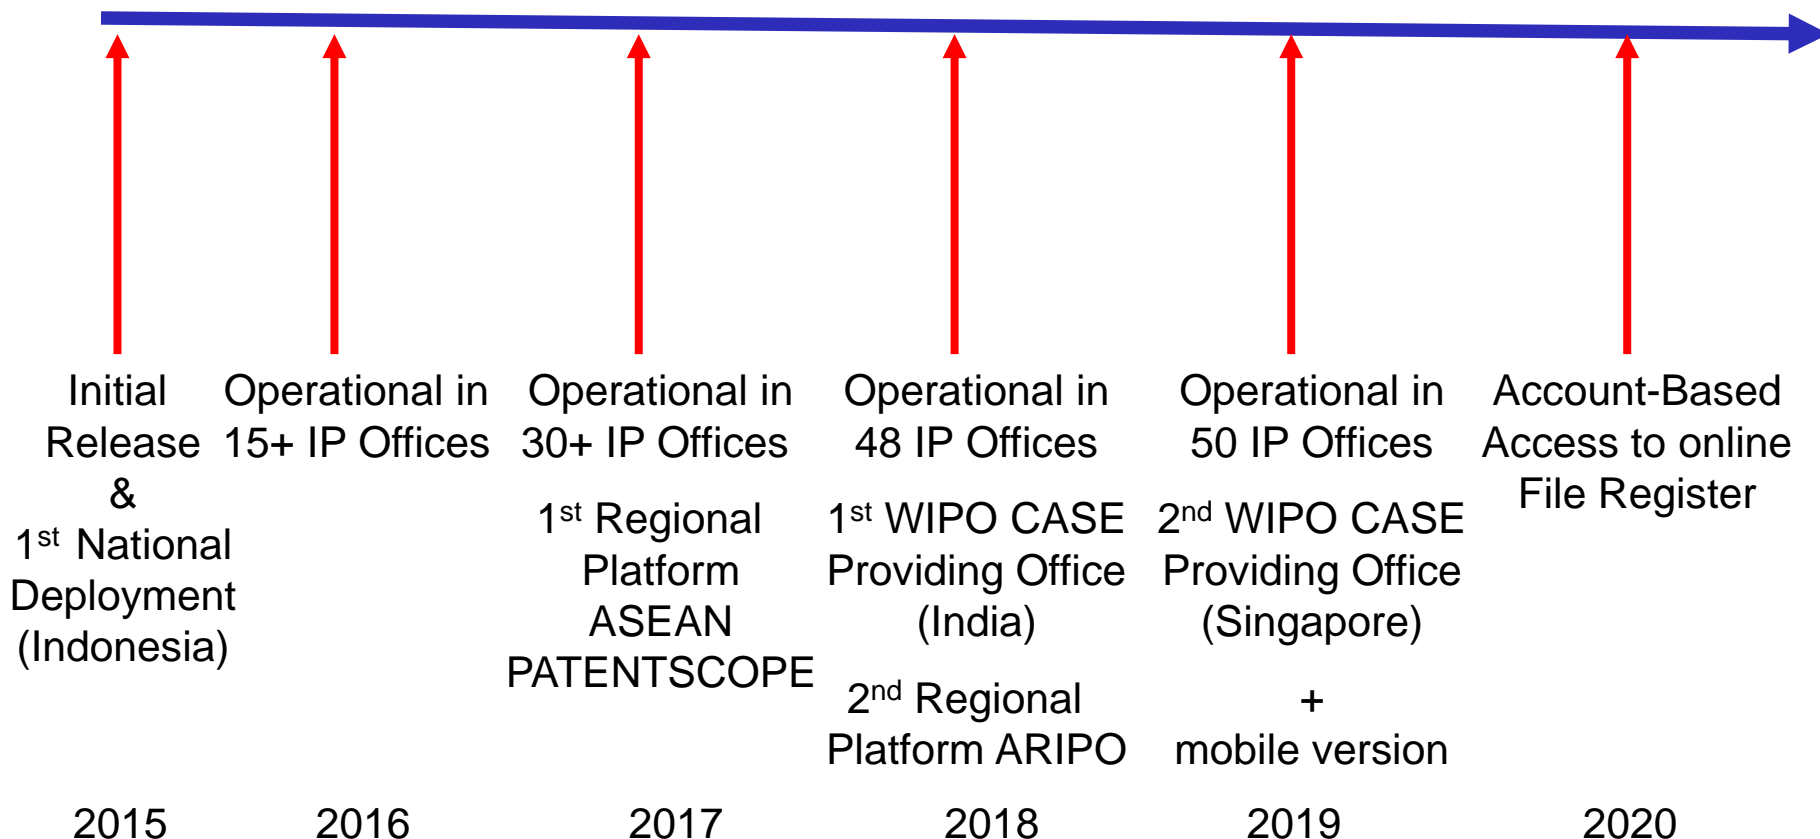 Initial
Release
&
1st National
Deployment
(Indonesia)
Operational in
15+ IP Offices
Operational in
30+ IP Offices
1st Regional
Platform
ASEAN
PATENTSCOPE
Operational in
48 IP Offices
1st WIPO CASE
Providing Office
(India)
2nd Regional
Platform ARIPO
Operational in
50 IP Offices
2nd WIPO CASE
Providing Office
(Singapore)
+
mobile version
Account-Based
Access to online
File Register
2015
2016
2017
2018
2019
2020